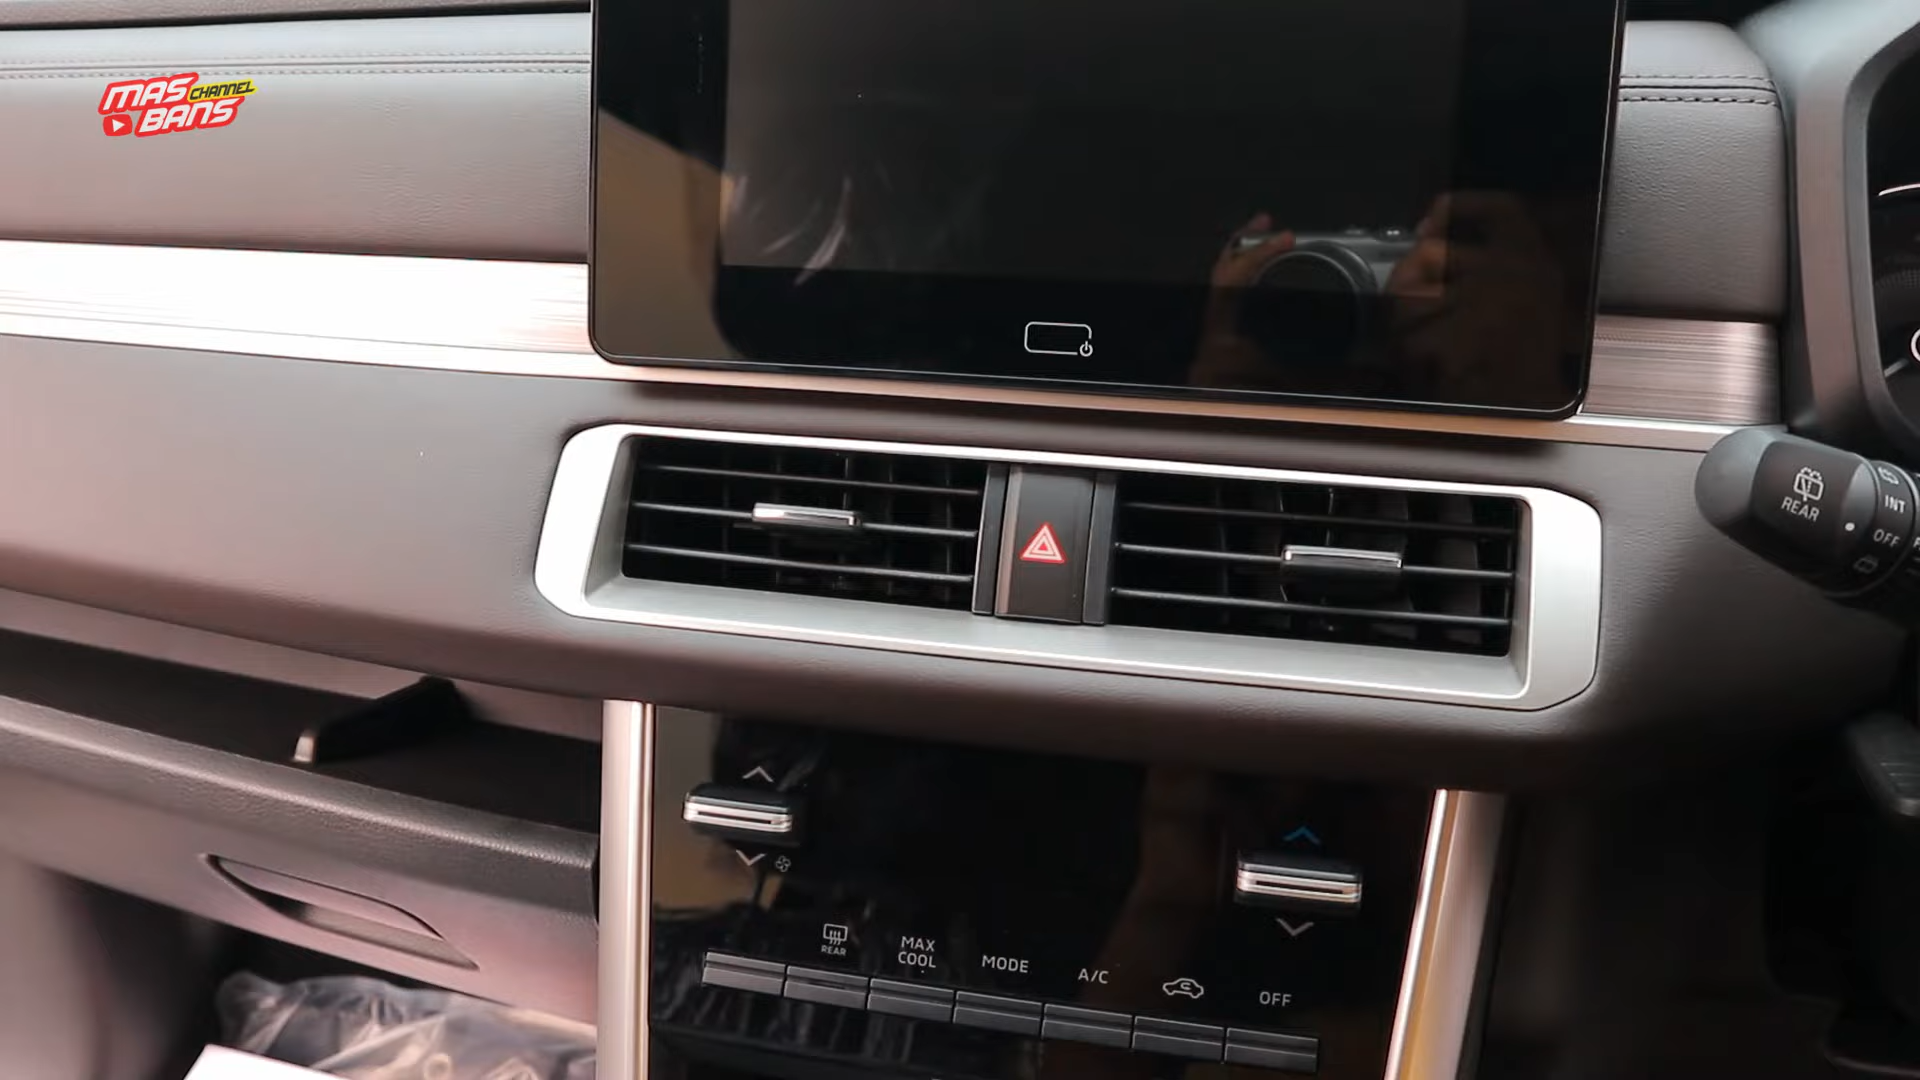 MAS
CHANNEL
BANS
REAR
INT
OFF
REAR
MAX
COOL
MODE
A/C
OFF